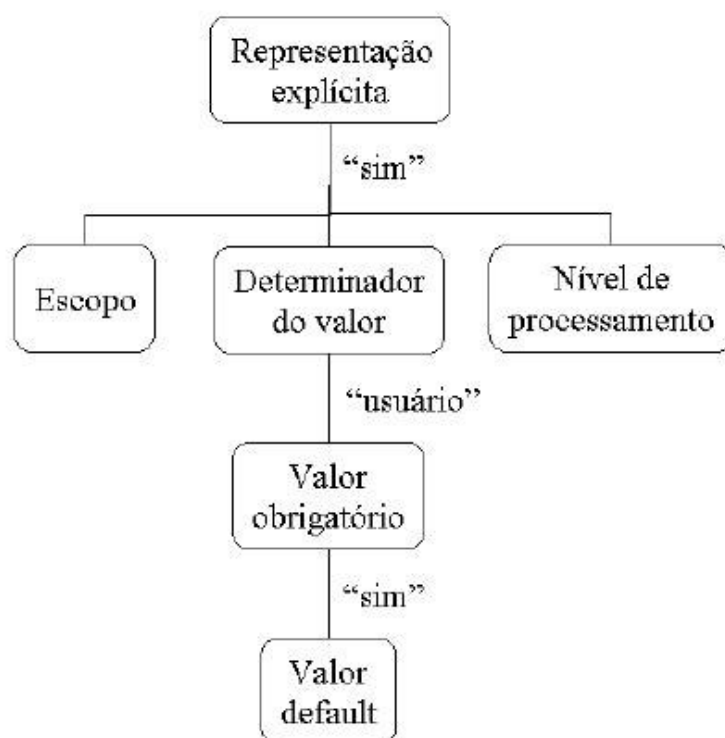 Representação
explícita
“sim”
Escopo
Determinador
do valor
Nível de
processamento
“usuário”
Valor
obrigatório
“sim”
Valor
default